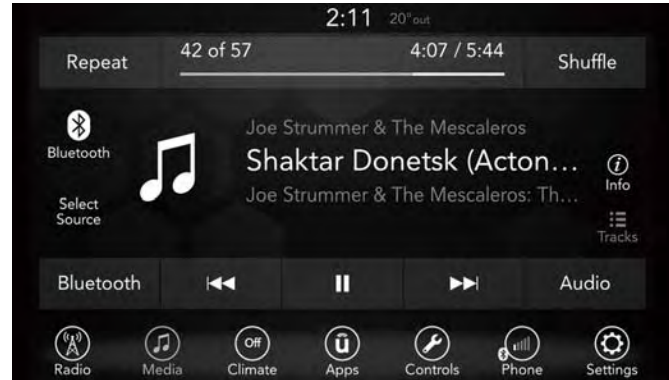 2:11 20°out
Repeat 42 of 57 4:07 / 5:44 Shuffle
Bluetooth
Joe Strummer & The Mescaleros
Shaktar Donetsk (Acton...
Joe Strummer & The Mescaleros: Th...
Info
Select
Source
Tracks
Bluetooth Audio
Off
Radio Media Climate Apps Controls Phone Settings